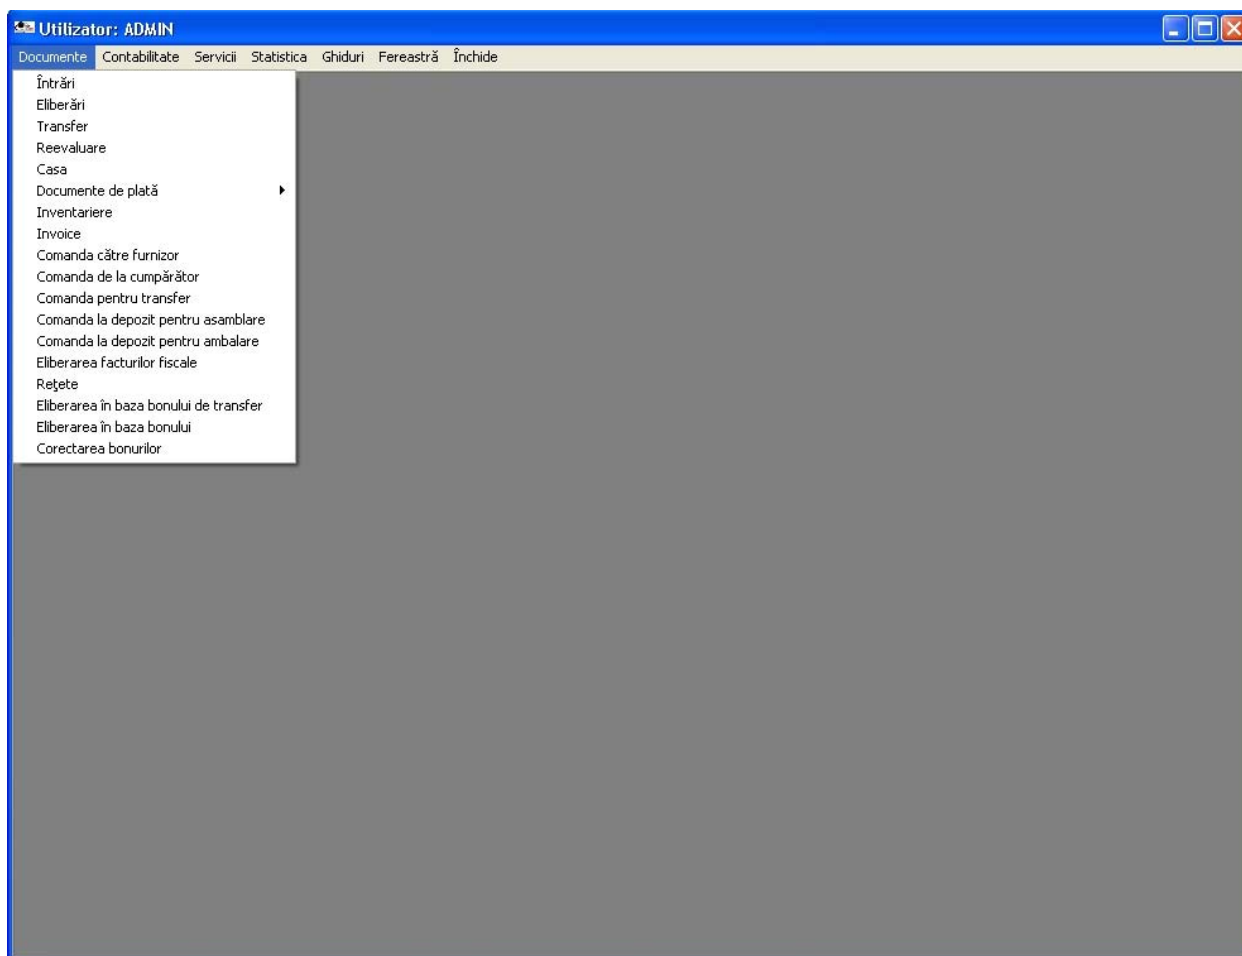 Utilizator: ADMIN
Documente Contabilitate Servicii Statistica Ghiduri Fereastră Închide
Întrări
Eliberări
Transfer
Reevaluare
Casa
Documente de plată
Inventariere
Invoice
Comanda către furnizor
Comanda de la cumpărător
Comanda pentru transfer
Comanda la depozit pentru asamblare
Comanda la depozit pentru ambalare
Eliberarea facturilor fiscale
Reţete
Eliberarea în baza bonului de transfer
Eliberarea în baza bonului
Corectarea bonurilor